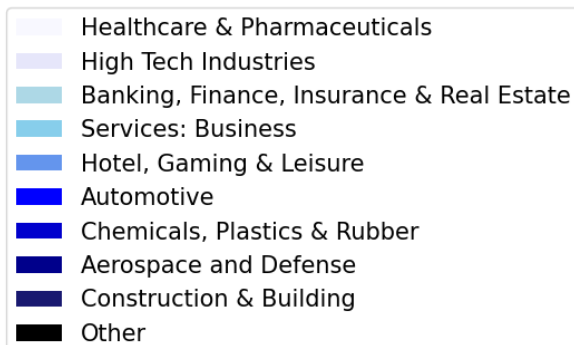 Healthcare & Pharmaceuticals
High Tech Industries
Banking, Finance, Insurance & Real Estate
Services: Business
Hotel, Gaming & Leisure
Automotive
Chemicals, Plastics & Rubber
Aerospace and Defense
Construction & Building
Other